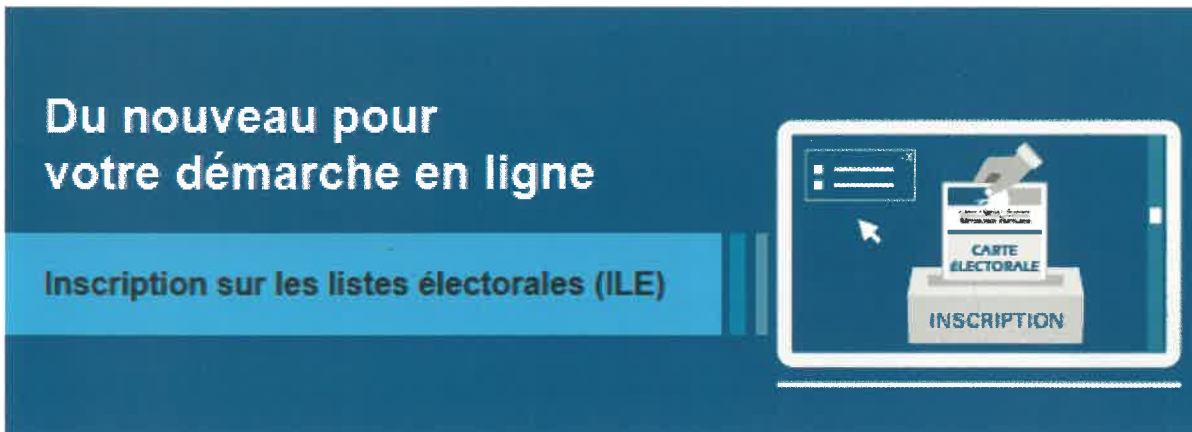 Du nouveau pour
votre démarche en ligne
Inscription sur les listes électorales (ILE)
CARTE
ÉLECTORALE
INSCRIPTION